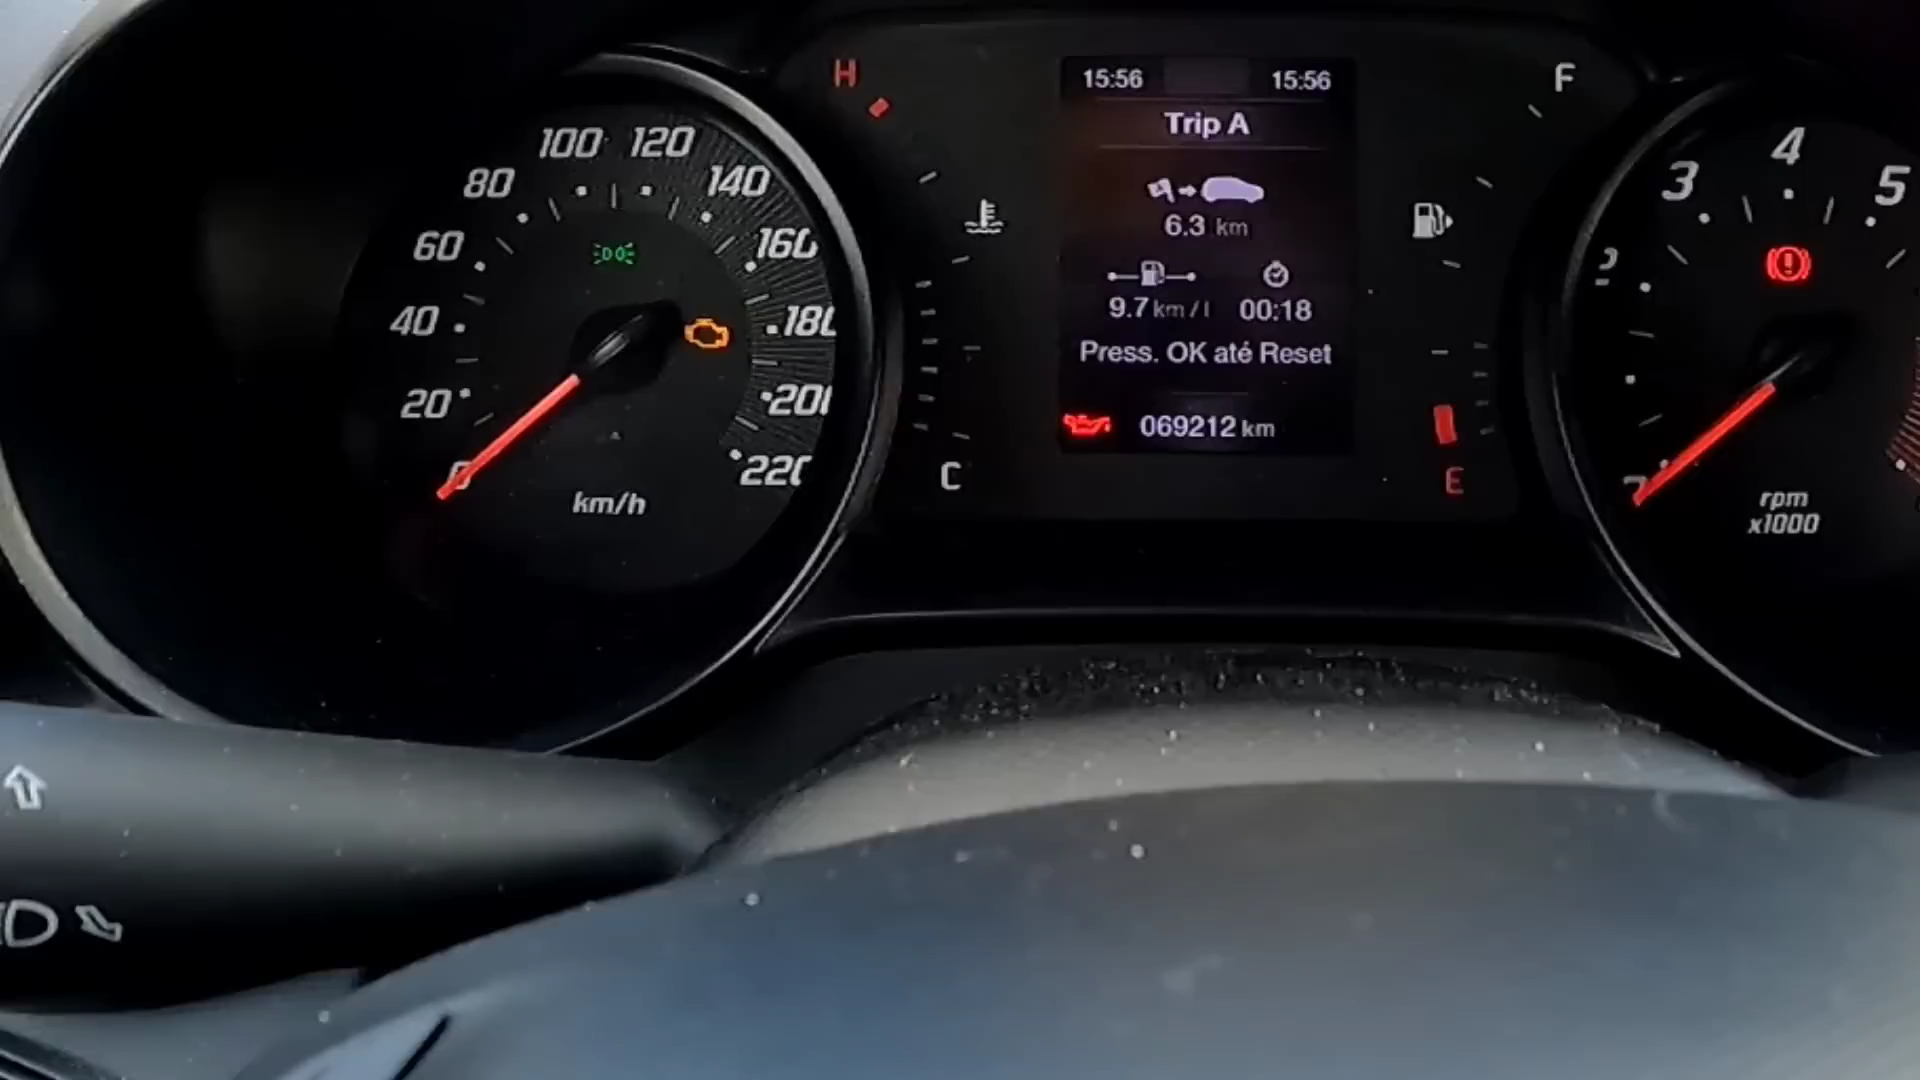 100 120
80 140
60 160
40 180
20 200
220
km/h
H
C
15:56 15:56
Trip A
6.3 km
9.7 km/l 00:18
Press. OK até Reset
069212 km
F
E
3 4 5
2
rpm
x1000